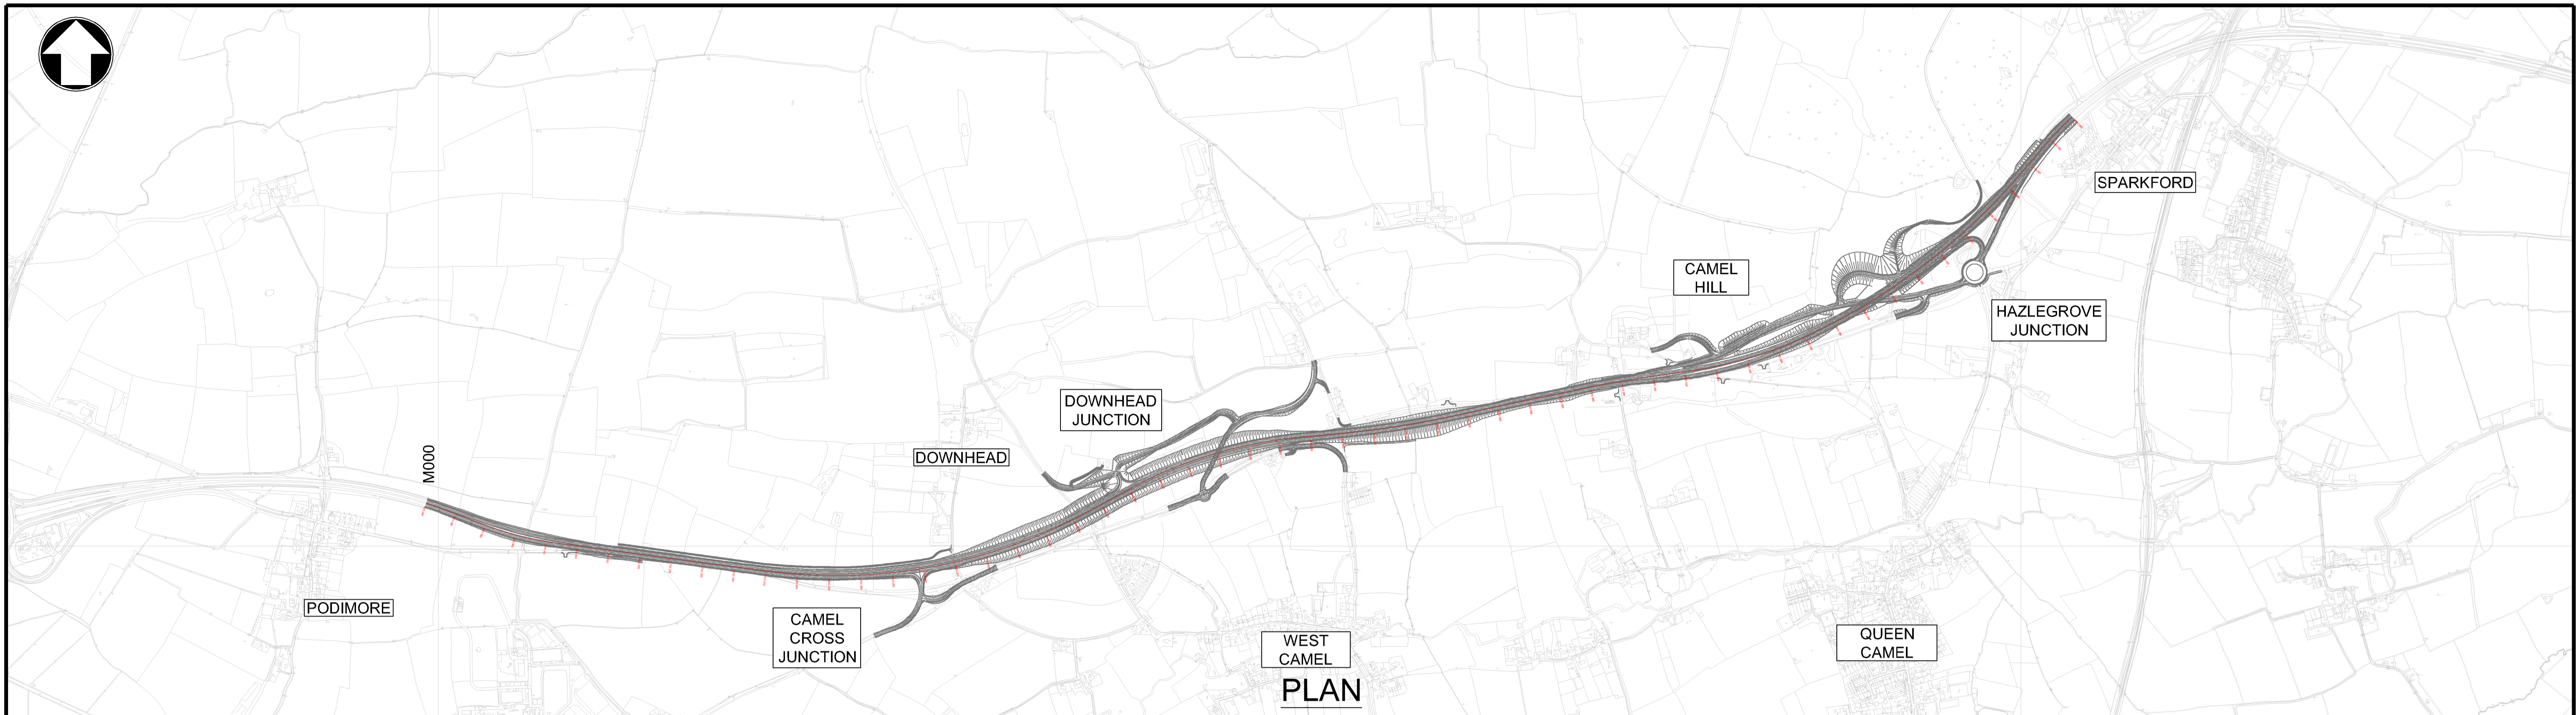 SPARKFORD
CAMEL
HILL
HAZLEGROVE
JUNCTION
DOWNHEAD
JUNCTION
DOWNHEAD
M000
PODIMORE
CAMEL
CROSS
JUNCTION
WEST
CAMEL
QUEEN
CAMEL
PLAN